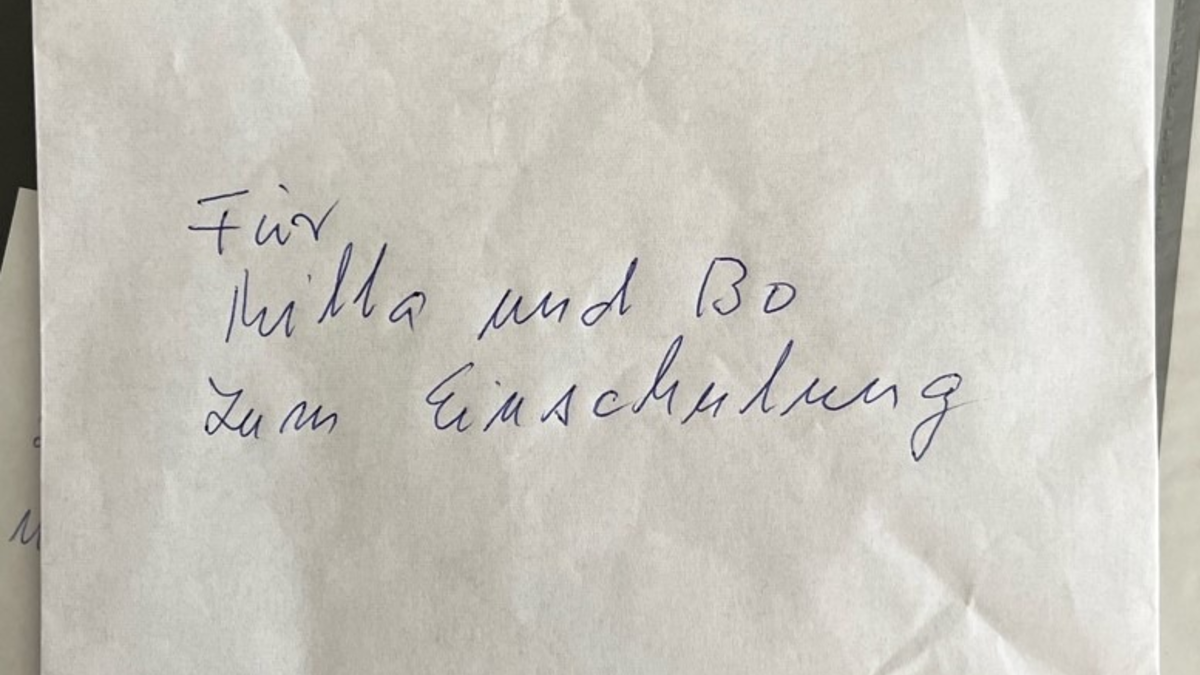 Für
Milla und Bo
zum Einschulung